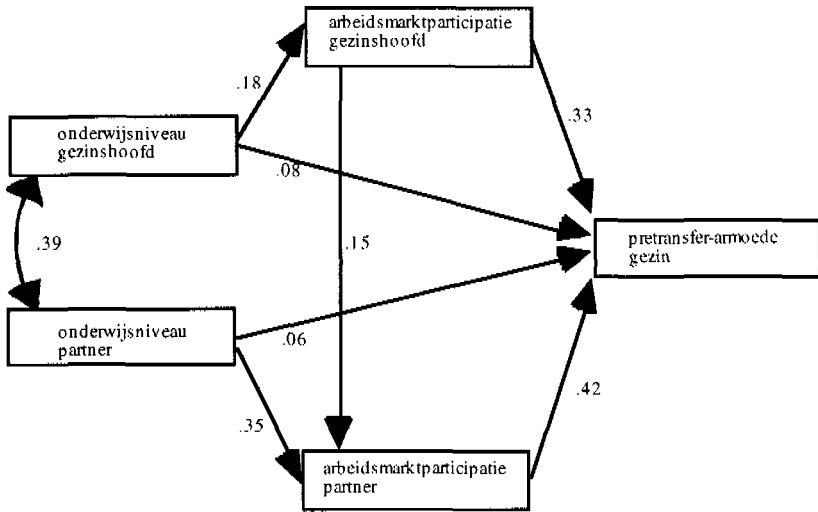 arbeidsmarktparticipatie
gezinshoofd
.18
.33
onderwijsniveau
gezinshoofd
.08
.39
.15
pretransfer-armoede
gezin
onderwijsniveau
partner
.06
.35
.42
arbeidsmarktparticipatie
partner